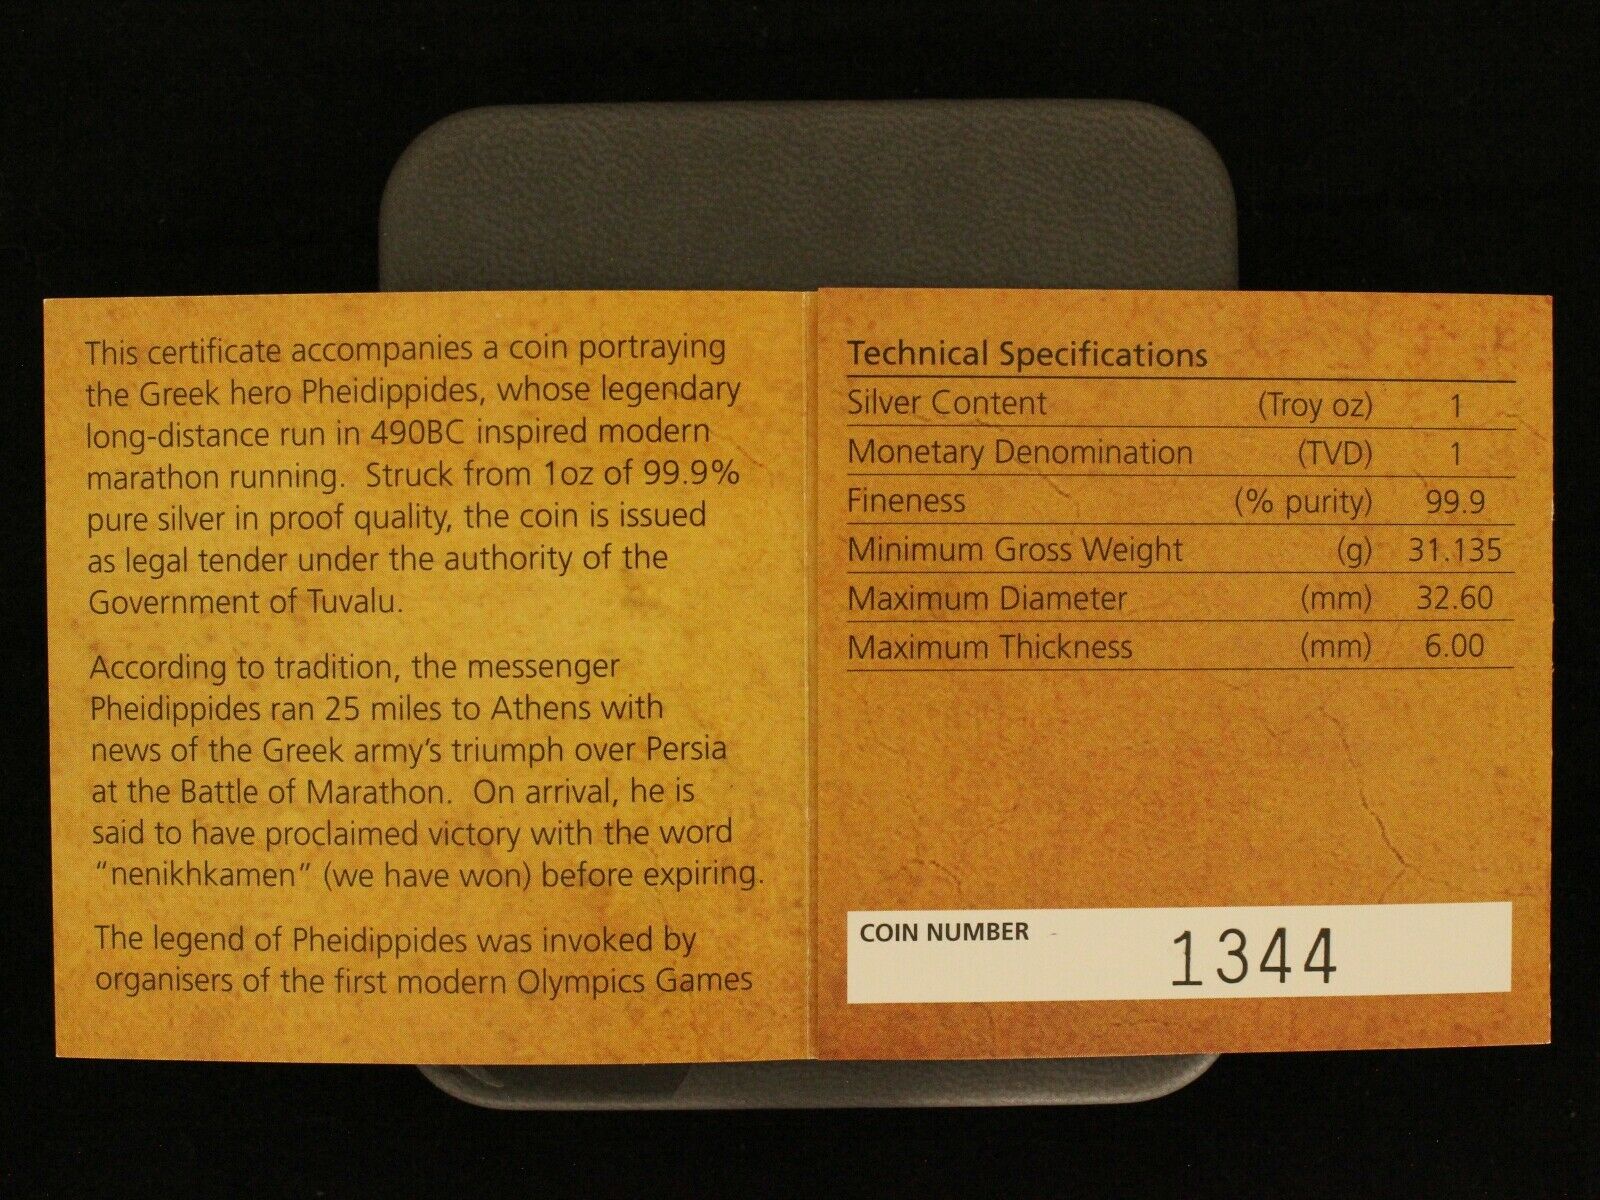 This certificate accompanies a coin portraying
the Greek hero Pheidippides, whose legendary
long-distance run in 490BC inspired modern
marathon running.  Struck from 1oz of 99.9%
pure silver in proof quality, the coin is issued
as legal tender under the authority of the
Government of Tuvalu.
According to tradition, the messenger
Pheidippides ran 25 miles to Athens with
news of the Greek army's triumph over Persia
at the Battle of Marathon.  On arrival, he is
said to have proclaimed victory with the word
“nenikhkamen” (we have won) before expiring.
The legend of Pheidippides was invoked by
organisers of the first modern Olympics Games
Technical Specifications
Silver Content (Troy oz) 1
Monetary Denomination (TVD) 1
Fineness (% purity) 99.9
Minimum Gross Weight (g) 31.135
Maximum Diameter (mm) 32.60
Maximum Thickness (mm) 6.00
COIN NUMBER 1344